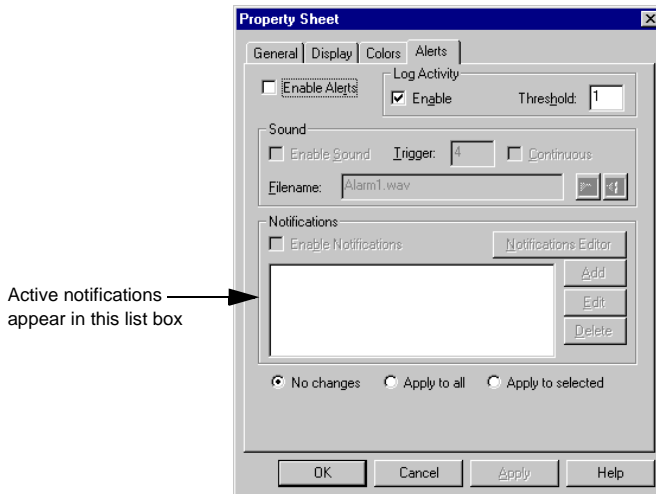 Property Sheet
General Display Colors Alerts
Enable Alerts
Log Activity
Enable Threshold: 1
Sound
Enable Sound Trigger: 4 Continuous
Filename: Alarm1.wav
Notifications
Enable Notifications Notifications Editor
Add
Edit
Delete
Active notifications
appear in this list box
No changes Apply to all Apply to selected
OK Cancel Apply Help